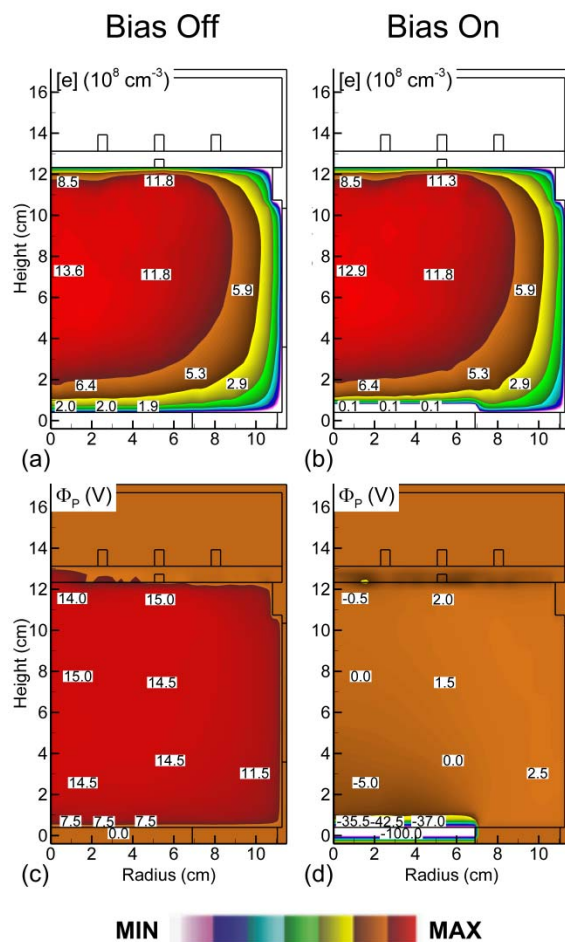 Bias Off
Bias On
[e] (10⁸ cm⁻³)
16
14
12
10
8
6
4
2
0
Height (cm)
8.5 11.8
13.6 11.8
5.9
5.3
6.4
2.9
2.0 2.0 1.9
0 2 4 6 8 10
(a)
[e] (10⁸ cm⁻³)
16
14
12
10
8
6
4
2
0
8.5 11.3
12.9 11.8
5.9
5.3
6.4
2.9
0.1 0.1 0.1
0 2 4 6 8 10
(b)
Φ_P (V)
16
14
12
10
8
6
4
2
0
Height (cm)
14.0 15.0
15.0 14.5
14.5
14.5 11.5
7.5 7.5 7.5
0.0
0 2 4 6 8 10
Radius (cm)
(c)
Φ_P (V)
16
14
12
10
8
6
4
2
0
-0.5 2.0
0.0 1.5
0.0
-5.0 2.5
-35.5 -42.5 -37.0
-100.0
0 2 4 6 8 10
Radius (cm)
(d)
MIN MAX